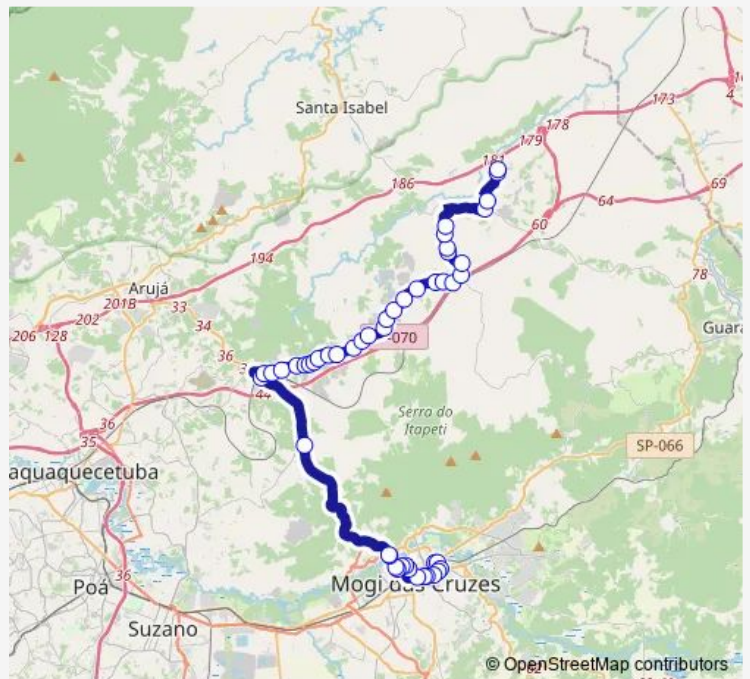 Santa Isabel
173
178
179
181
186
69
64
60
194
78
Arujá
201B
33
202
206
128
34
Guara
36
-070
44
Serra do
Itapeti
36
35
SP-066
aquaquecetuba
36
Poá
Mogi das Cruzes
Suzano
© OpenStreetMap contributors